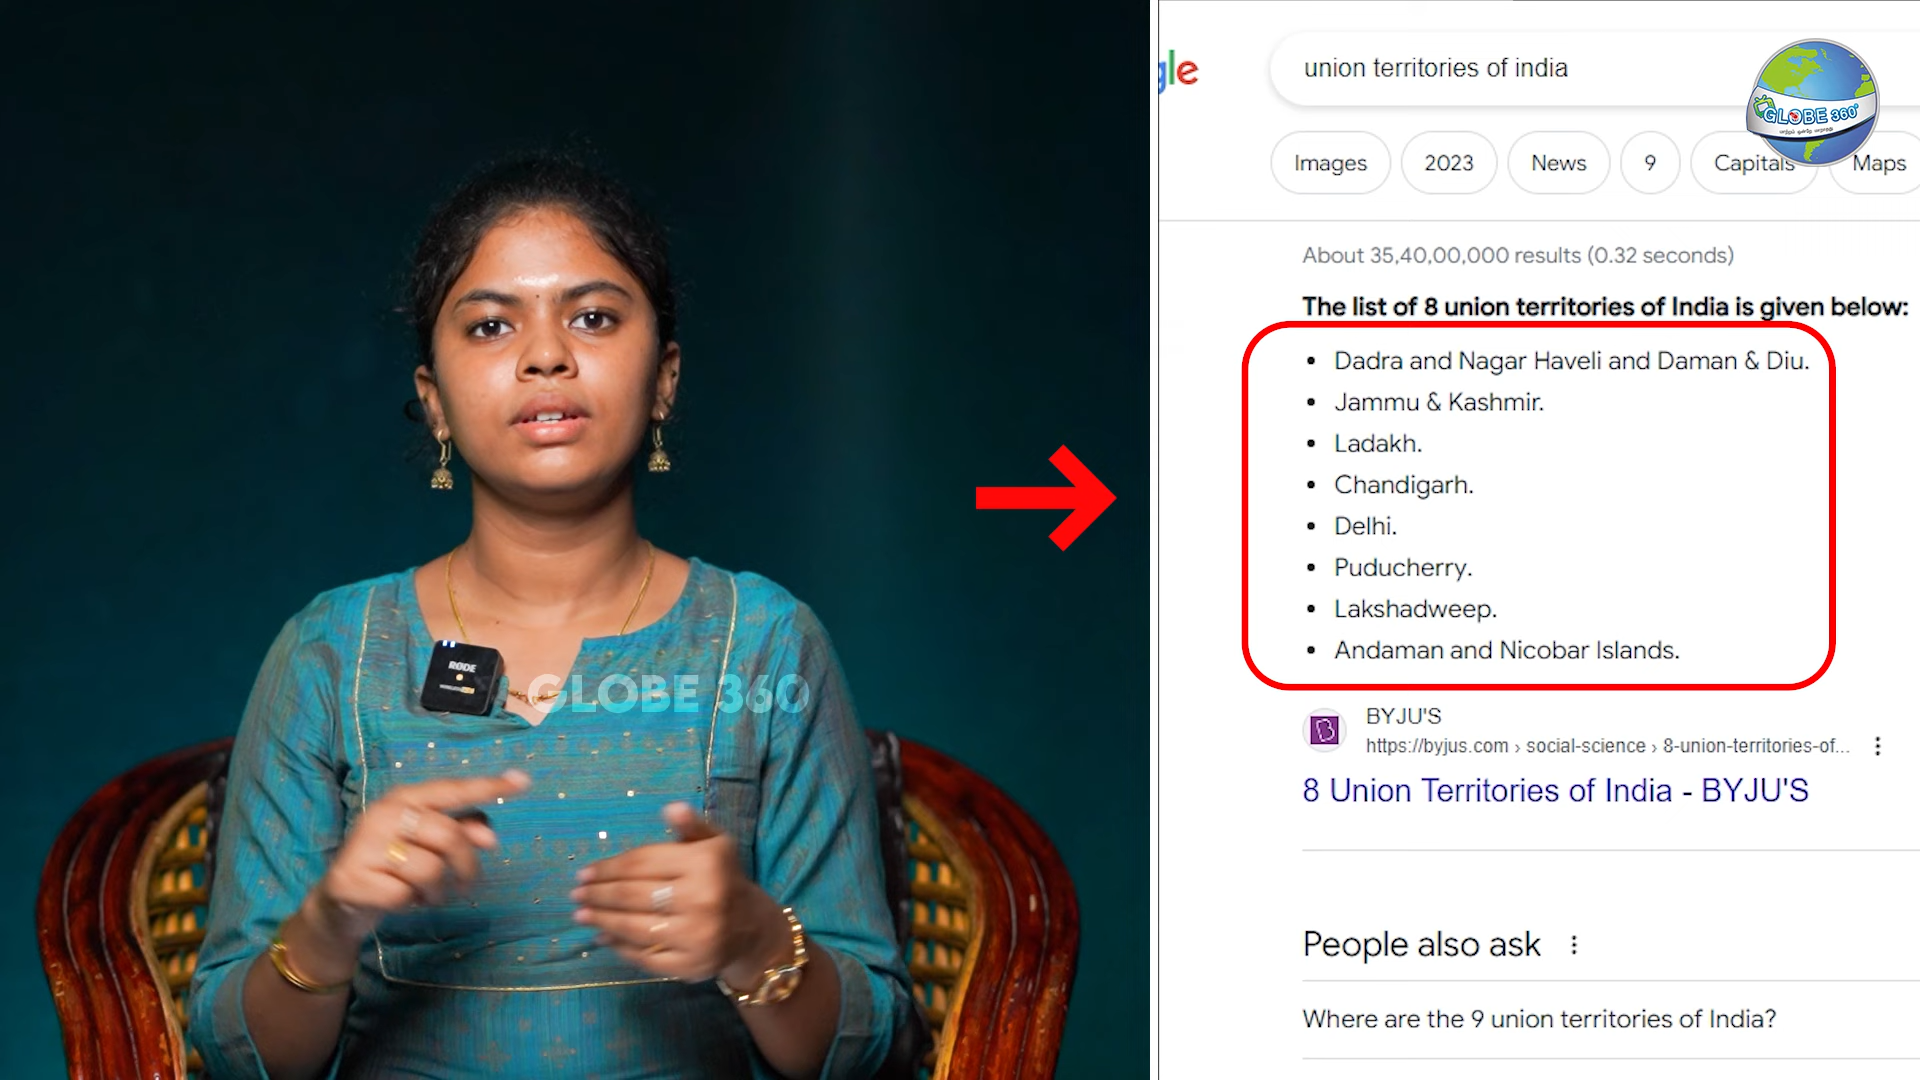 RØDE
GLOBE 360
gle
union territories of india
GLOBE 360°
Images
2023
News
9
Capitals
Maps
About 35,40,00,000 results (0.32 seconds)
The list of 8 union territories of India is given below:
• Dadra and Nagar Haveli and Daman & Diu.
• Jammu & Kashmir.
• Ladakh.
• Chandigarh.
• Delhi.
• Puducherry.
• Lakshadweep.
• Andaman and Nicobar Islands.
BYJU'S
https://byjus.com › social-science › 8-union-territories-of...
8 Union Territories of India - BYJU'S
People also ask
Where are the 9 union territories of India?